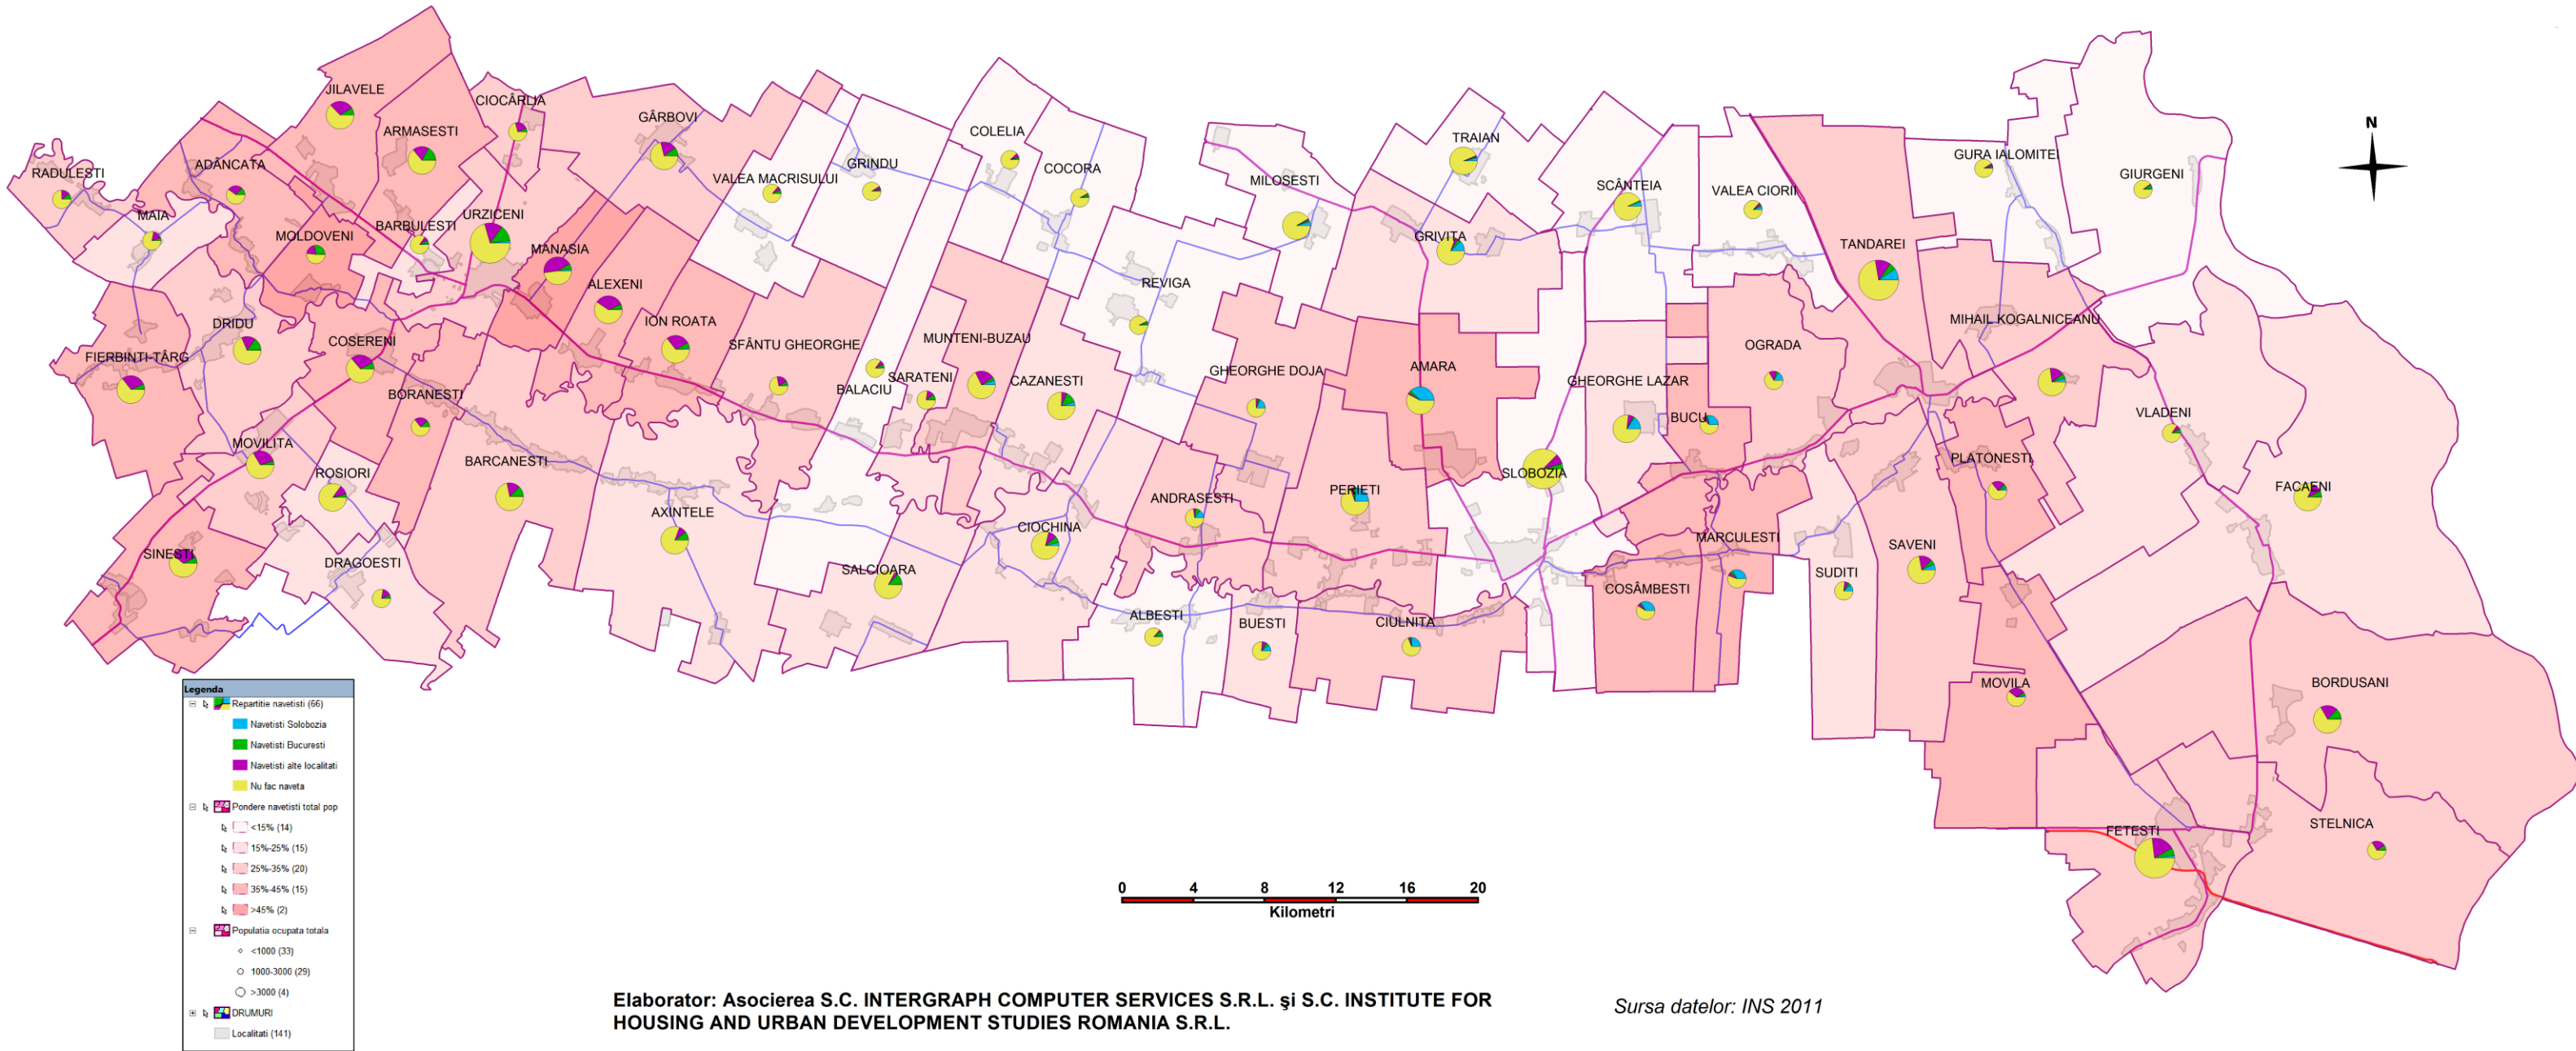 JILAVELE
CIOCÂRLIA
GÂRBOVI
ARMASESTI
COLELIA
TRAIAN
GURA IALOMITEI
GRINDU
COCORA
RADULESTI
ADÂNCATA
VALEA MACRISULUI
MILOSESTI
SCÂNTEIA
VALEA CIORII
GIURGENI
N
MAIA
BARBULESTI
URZICENI
MOLDOVENI
MANASIA
GRIVITA
TANDAREI
ALEXENI
REVIGA
DRIDU
ION ROATA
MIHAIL KOGALNICEANU
COSERENI
SFÂNTU GHEORGHE
MUNTENI-BUZAU
OGRADA
FIERBINTI-TÂRG
BALACIU
SARATENI
CAZANESTI
GHEORGHE DOJA
AMARA
GHEORGHE LAZAR
BORANESTI
BUCU
VLADENI
MOVILITA
BARCANESTI
ROSIORI
SLOBOZIA
PLATONESTI
ANDRASESTI
PERIETI
FACAENI
AXINTELE
CIOCHINA
MARCULESTI
SINESTI
DRAGOESTI
SALCIOARA
SUDITI
SAVENI
COSÂMBESTI
ALBESTI
BUESTI
CIULNITA
MOVILA
BORDUSANI
FETESTI
STELNICA
Legenda
Repartitie navetisti (66)
Navetisti Solobozia
Navetisti Bucuresti
Navetisti alte localitati
Nu fac naveta
Pondere navetisti total pop
<15% (14)
15%-25% (15)
25%-35% (20)
35%-45% (15)
>45% (2)
Populatia ocupata totala
<1000 (33)
1000-3000 (29)
>3000 (4)
DRUMURI
Localitati (141)
0 4 8 12 16 20
Kilometri
Elaborator: Asocierea S.C. INTERGRAPH COMPUTER SERVICES S.R.L. şi S.C. INSTITUTE FOR
HOUSING AND URBAN DEVELOPMENT STUDIES ROMANIA S.R.L.
Sursa datelor: INS 2011